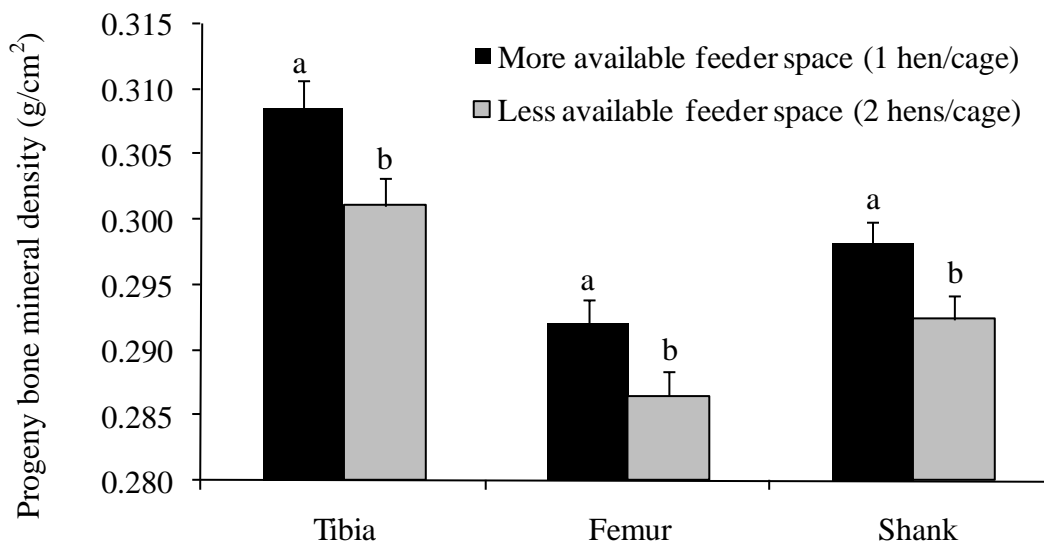 Progeny bone mineral density (g/cm²)
0.315
0.310
0.305
0.300
0.295
0.290
0.285
0.280
More available feeder space (1 hen/cage)
Less available feeder space (2 hens/cage)
a
b
a
b
a
b
Tibia
Femur
Shank